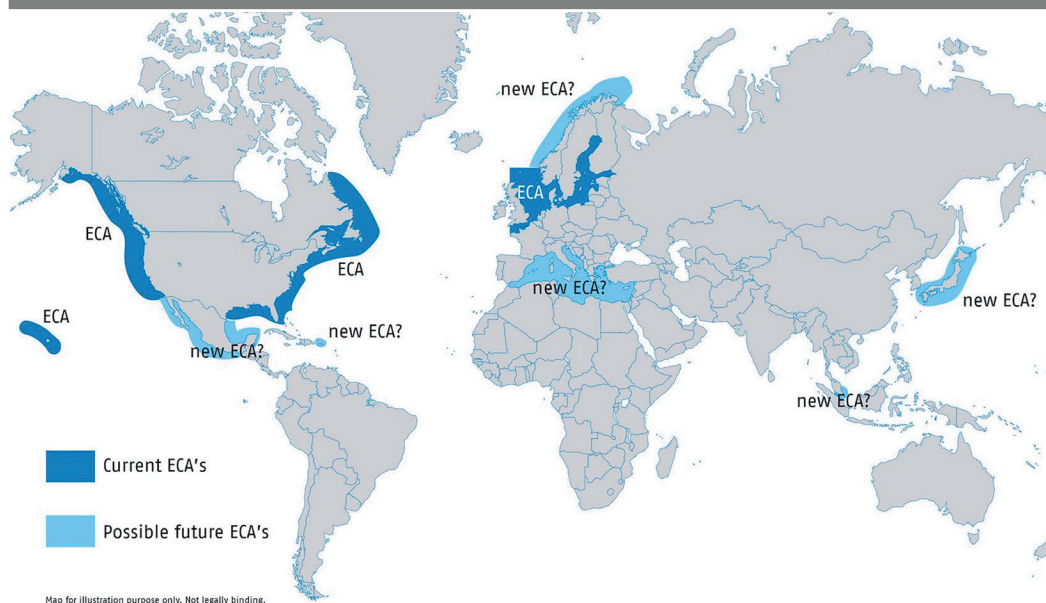 new ECA?
ECA
ECA
ECA
new ECA?
ECA
new ECA?
new ECA?
new ECA?
new ECA?
Current ECA's
Possible future ECA's
Map for illustration purpose only. Not legally binding.